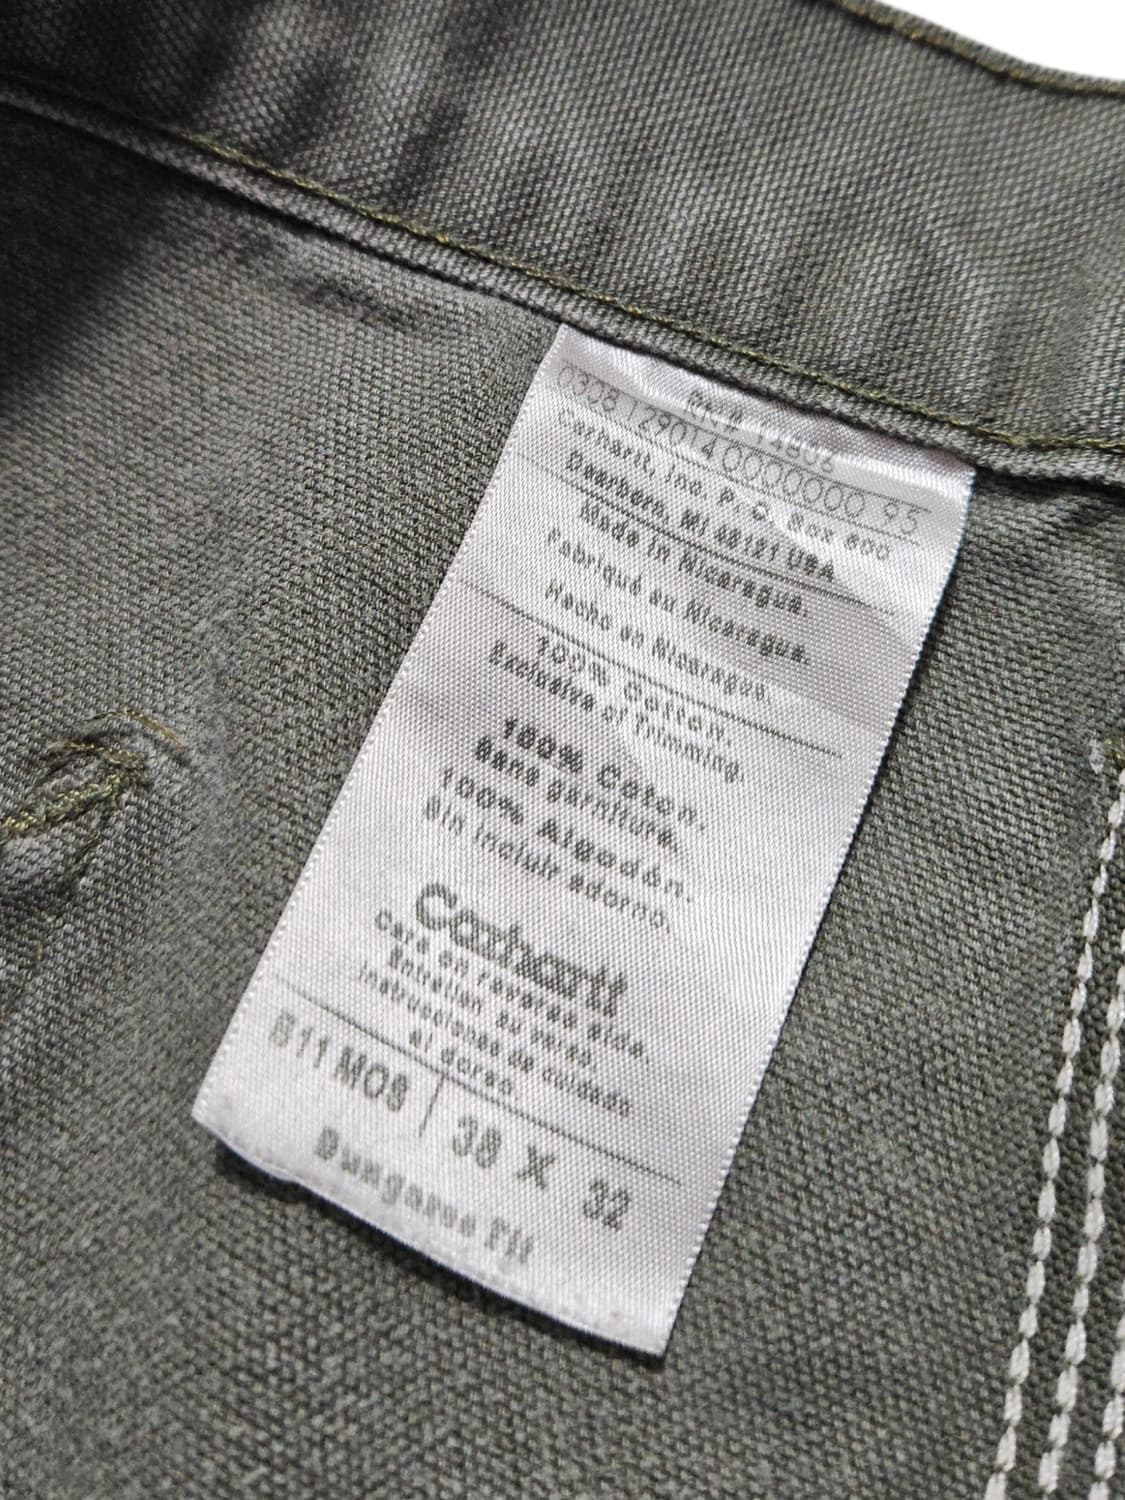 RN# 14806
0308 129014 0000000 95
Carhartt, Inc. P. O. Box 600
Dearborn, MI 48121 USA
Made in Nicaragua.
Fabriqué au Nicaragua.
Hecho en Nicaragua.
100% Cotton.
Exclusive of Trimming.
100% Coton.
Sans garniture.
100% Algodón.
Sin incluir adorno.
Carhartt
Care on reverse side.
Entretien au verso.
Instrucciones de cuidado
al dorso.
B11 MOS | 38 X 32
Dungaree Fit